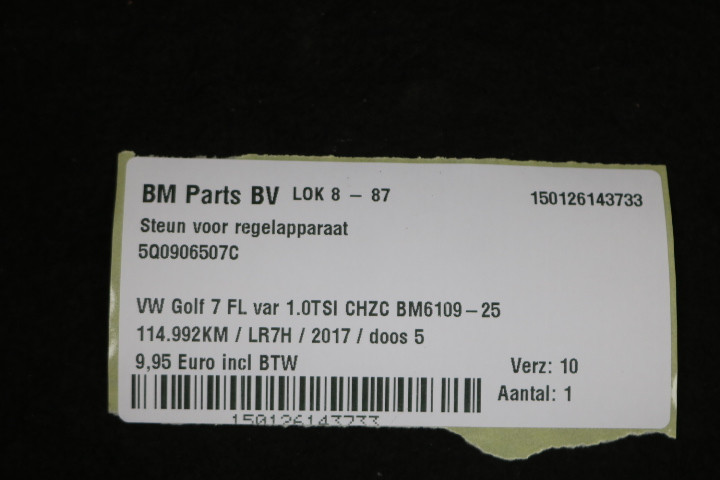 BM Parts BV LOK 8 - 87 150126143733
Steun voor regelapparaat
5Q0906507C
VW Golf 7 FL var 1.0TSI CHZC BM6109-25
114.992KM / LR7H / 2017 / doos 5
9,95 Euro incl BTW Verz: 10
Aantal: 1
150126143733